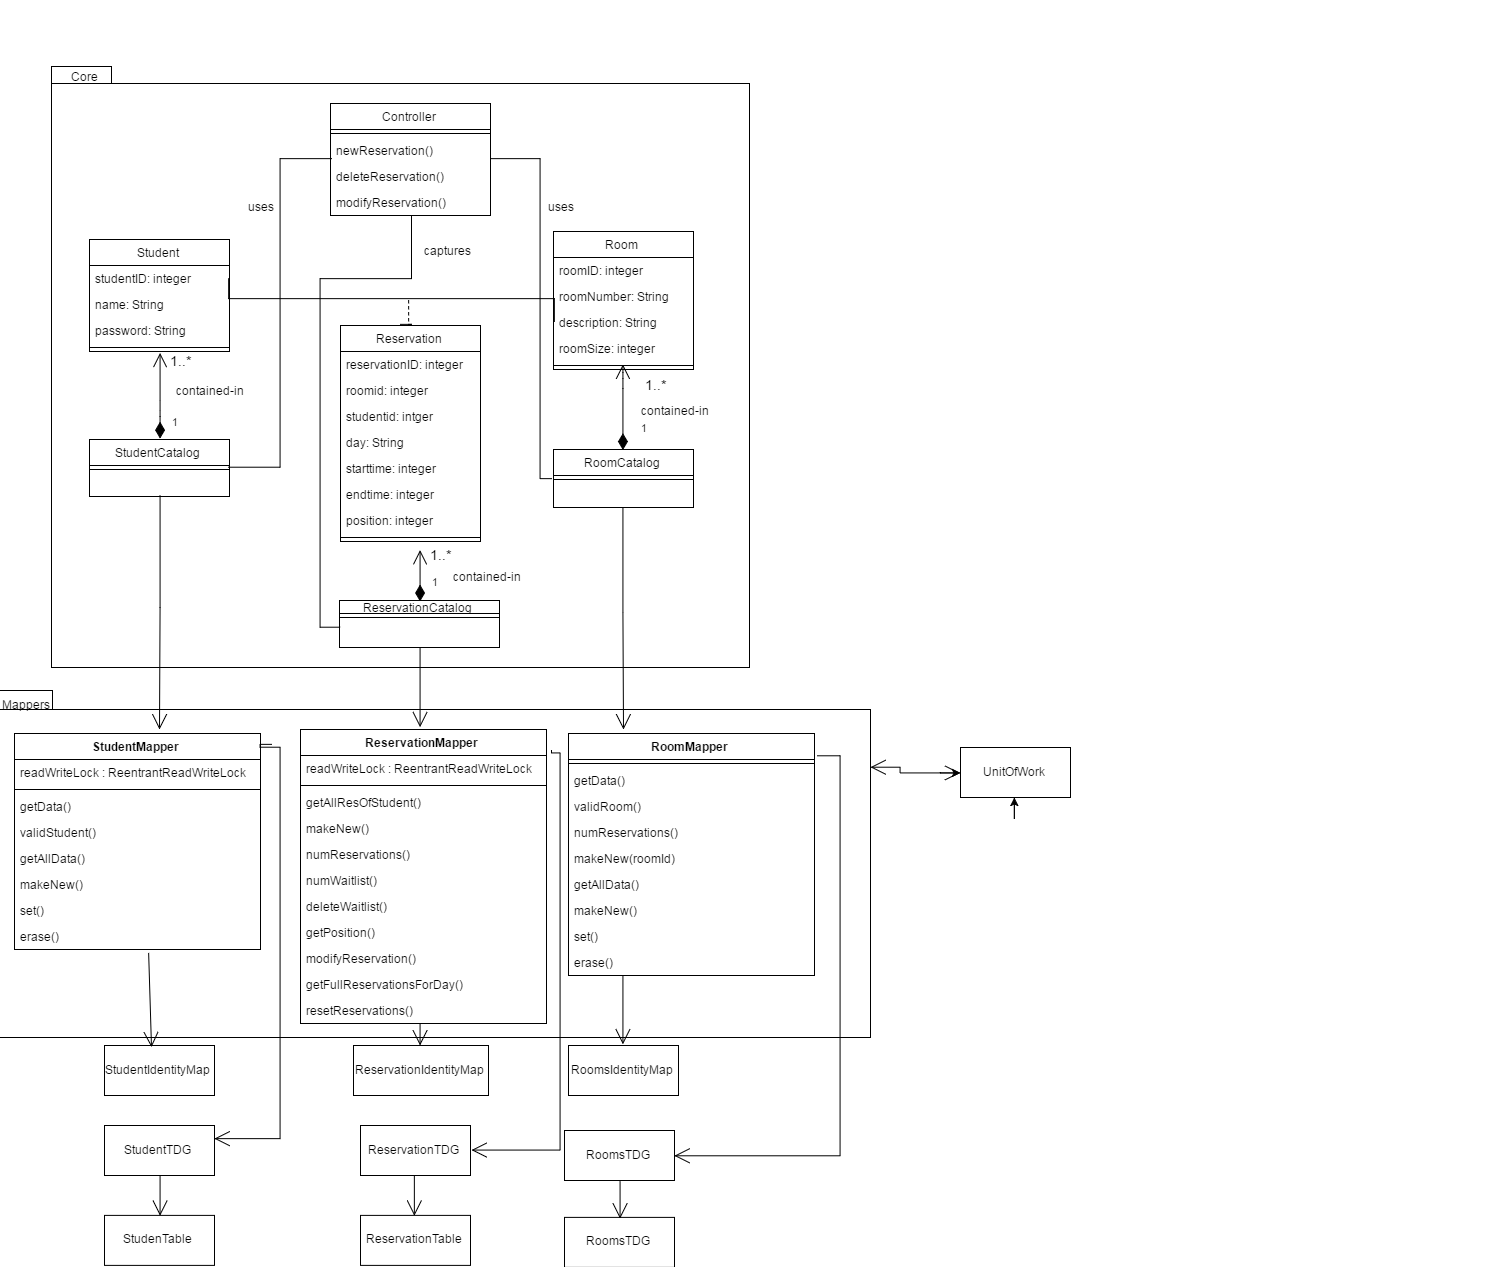 Core
Controller
newReservation()
deleteReservation()
modifyReservation()
uses
uses
captures
Student
studentID: integer
name: String
password: String
1..*
contained-in
1
StudentCatalog
Room
roomID: integer
roomNumber: String
description: String
roomSize: integer
1..*
contained-in
1
RoomCatalog
Reservation
reservationID: integer
roomid: integer
studentid: intger
day: String
starttime: integer
endtime: integer
position: integer
1..*
1
contained-in
ReservationCatalog
Mappers
StudentMapper
readWriteLock : ReentrantReadWriteLock
getData()
validStudent()
getAllData()
makeNew()
set()
erase()
ReservationMapper
readWriteLock : ReentrantReadWriteLock
getAllResOfStudent()
makeNew()
numReservations()
numWaitlist()
deleteWaitlist()
getPosition()
modifyReservation()
getFullReservationsForDay()
resetReservations()
RoomMapper
getData()
validRoom()
numReservations()
makeNew(roomId)
getAllData()
makeNew()
set()
erase()
UnitOfWork
StudentIdentityMap
ReservationIdentityMap
RoomsIdentityMap
StudentTDG
ReservationTDG
RoomsTDG
StudenTable
ReservationTable
RoomsTDG